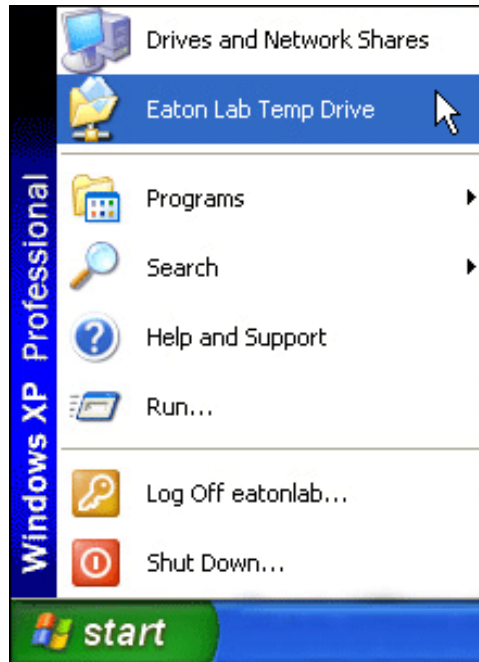 Drives and Network Shares
Eaton Lab Temp Drive
Programs
Search
Help and Support
Run...
Log Off eatonlab...
Shut Down...
Windows XP Professional
start